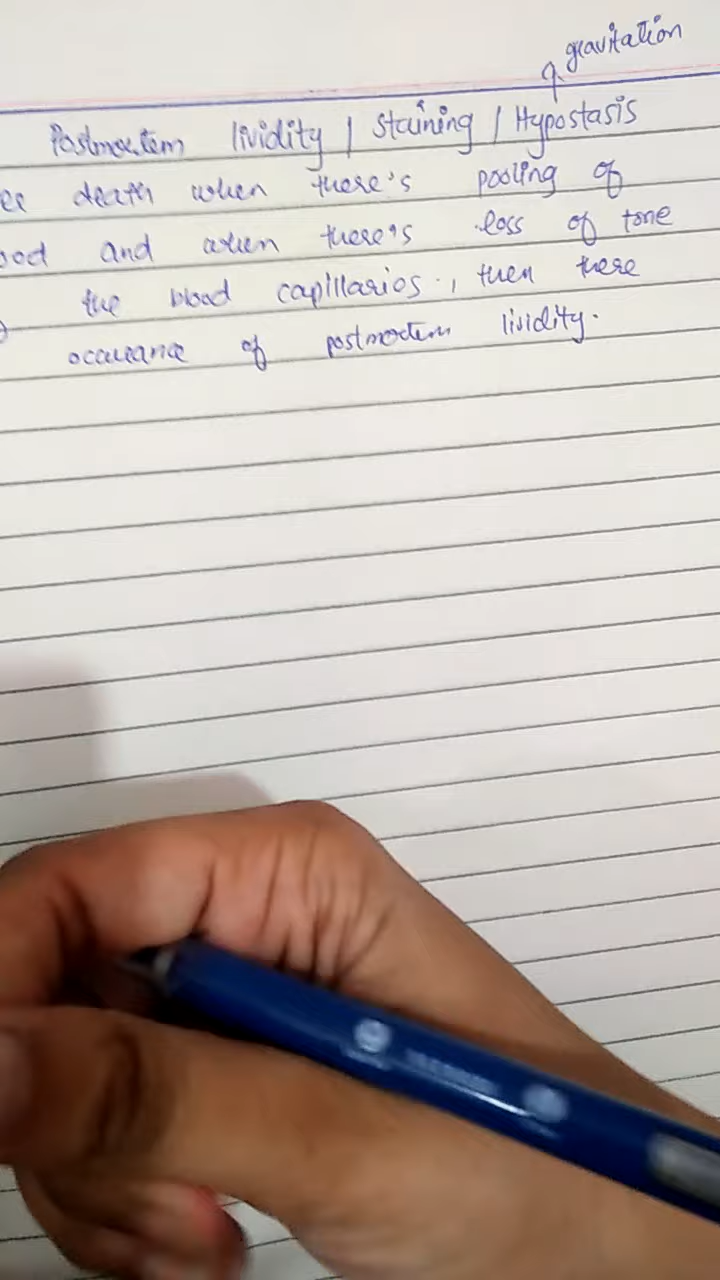 gravitation
Postmortem lividity / Staining / Hypostasis
death when there's pooling of
and when there's loss of tone
the blood capillaries, then there
occurance of postmortem lividity.